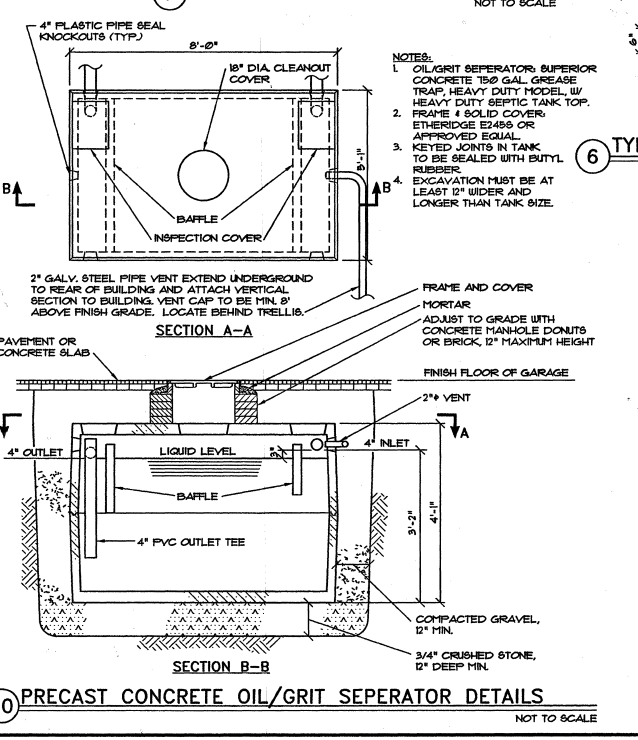 NOT TO SCALE
4" PLASTIC PIPE SEAL
KNOCKOUTS (TYP.)
8'-0"
18" DIA. CLEANOUT
COVER
5'-1"
B
B
BAFFLE
INSPECTION COVER
NOTES:
1. OIL/GRIT SEPERATOR: SUPERIOR
CONCRETE 750 GAL. GREASE
TRAP, HEAVY DUTY MODEL, W/
HEAVY DUTY SEPTIC TANK TOP.
2. FRAME & SOLID COVER:
ETHERIDGE E245S OR
APPROVED EQUAL.
3. KEYED JOINTS IN TANK
TO BE SEALED WITH BUTYL
RUBBER.
4. EXCAVATION MUST BE AT
LEAST 12" WIDER AND
LONGER THAN TANK SIZE.
6"
6
TYP
2" GALV. STEEL PIPE VENT EXTEND UNDERGROUND
TO REAR OF BUILDING AND ATTACH VERTICAL
SECTION TO BUILDING. VENT CAP TO BE MIN. 8'
ABOVE FINISH GRADE. LOCATE BEHIND TRELLIS.
SECTION A-A
PAVEMENT OR
CONCRETE SLAB
FRAME AND COVER
MORTAR
ADJUST TO GRADE WITH
CONCRETE MANHOLE DONUTS
OR BRICK, 12" MAXIMUM HEIGHT
FINISH FLOOR OF GARAGE
2"ϕ VENT
A
4" OUTLET
LIQUID LEVEL
3"
4" INLET
BAFFLE
3'-2"
4'-1"
4" PVC OUTLET TEE
COMPACTED GRAVEL,
12" MIN.
3/4" CRUSHED STONE,
12" DEEP MIN.
SECTION B-B
0 PRECAST CONCRETE OIL/GRIT SEPERATOR DETAILS
NOT TO SCALE